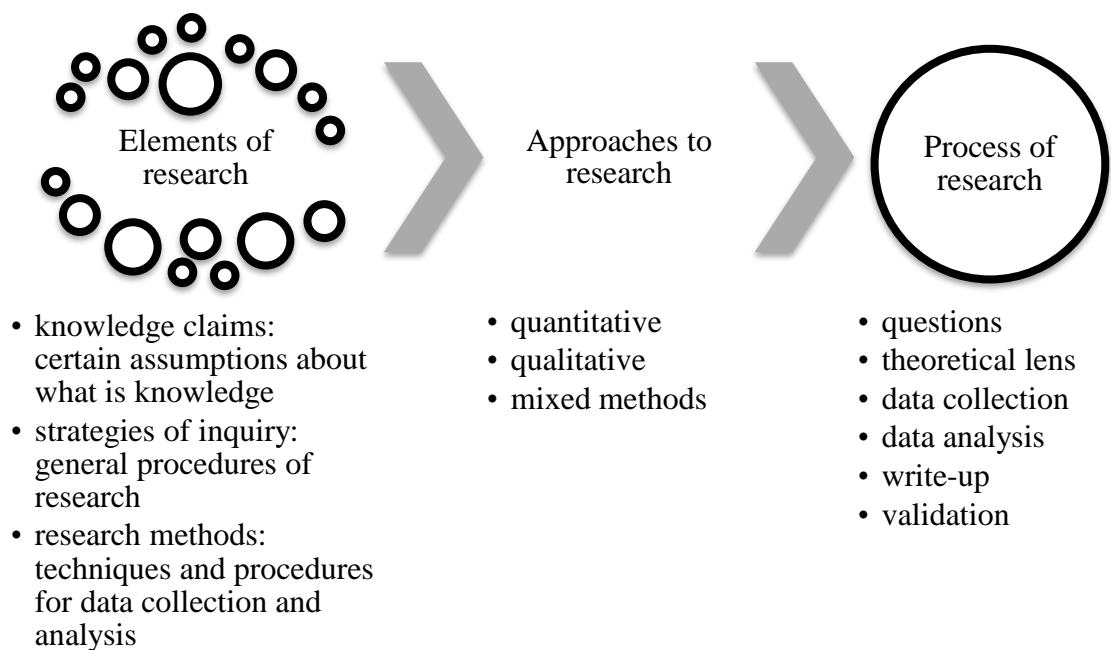 Elements of
research
Approaches to
research
Process of
research
• knowledge claims:
certain assumptions about
what is knowledge
• strategies of inquiry:
general procedures of
research
• research methods:
techniques and procedures
for data collection and
analysis
• quantitative
• qualitative
• mixed methods
• questions
• theoretical lens
• data collection
• data analysis
• write-up
• validation